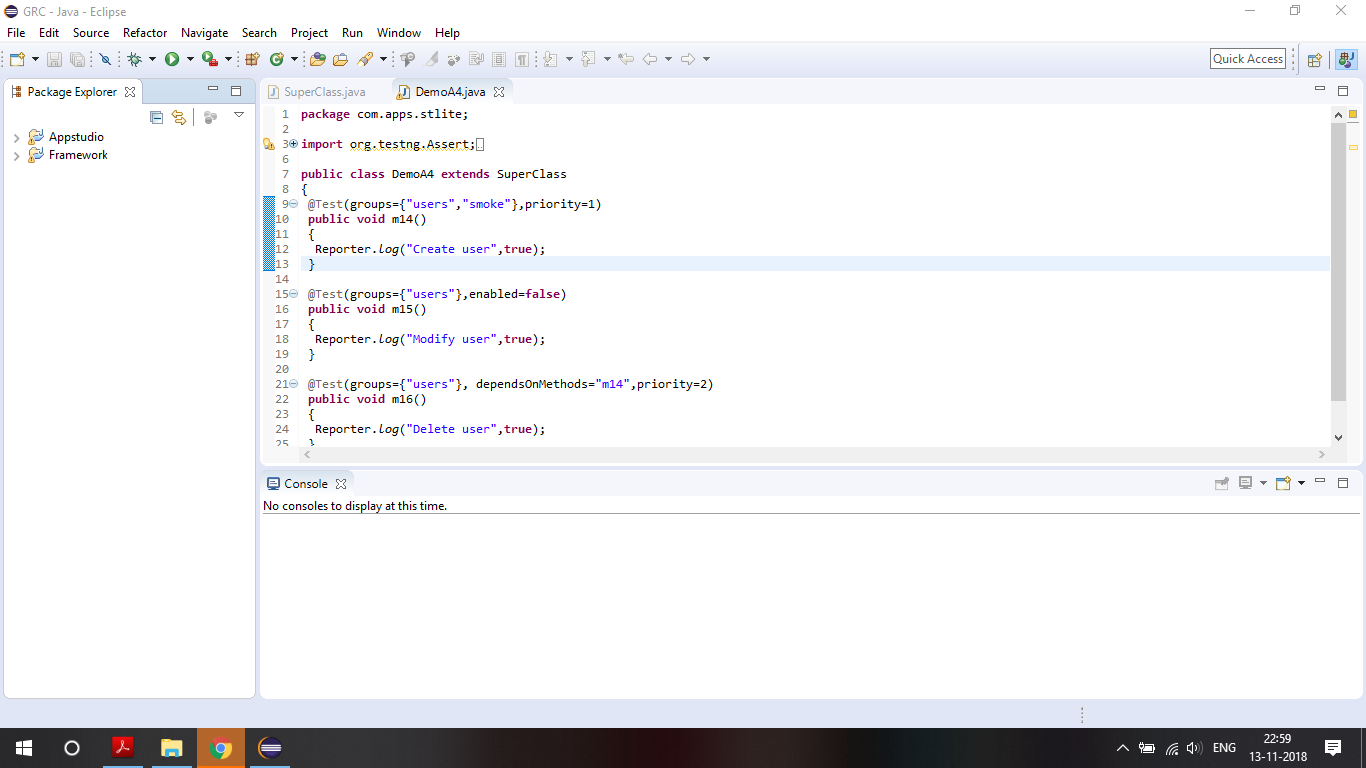 GRC - Java - Eclipse
File Edit Source Refactor Navigate Search Project Run Window Help
Quick Access
Package Explorer
Appstudio
Framework
SuperClass.java DemoA4.java
1 package com.apps.stlite;
2
3 import org.testng.Assert;
6
7 public class DemoA4 extends SuperClass
8 {
9 @Test(groups={"users","smoke"},priority=1)
10 public void m14()
11 {
12 Reporter.log("Create user",true);
13 }
14
15 @Test(groups={"users"},enabled=false)
16 public void m15()
17 {
18 Reporter.log("Modify user",true);
19 }
20
21 @Test(groups={"users"}, dependsOnMethods="m14",priority=2)
22 public void m16()
23 {
24 Reporter.log("Delete user",true);
25 }
Console
No consoles to display at this time.
ENG
22:59
13-11-2018